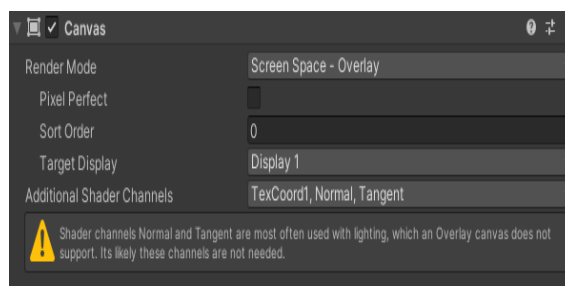 Canvas
Render Mode Screen Space - Overlay
Pixel Perfect
Sort Order 0
Target Display Display 1
Additional Shader Channels TexCoord1, Normal, Tangent
Shader channels Normal and Tangent are most often used with lighting, which an Overlay canvas does not
support. Its likely these channels are not needed.